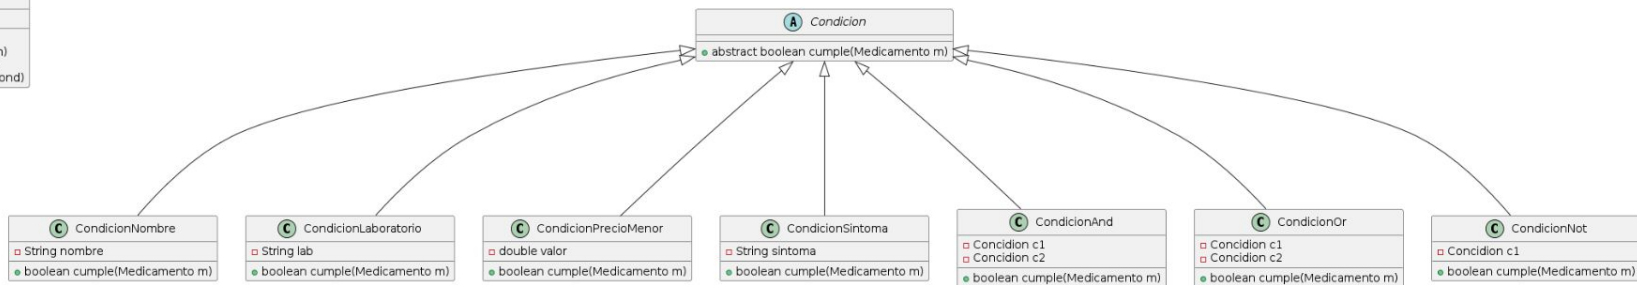 n)
ond)
A Condicion
abstract boolean cumple(Medicamento m)
C CondicionNombre
String nombre
boolean cumple(Medicamento m)
C CondicionLaboratorio
String lab
boolean cumple(Medicamento m)
C CondicionPrecioMenor
double valor
boolean cumple(Medicamento m)
C CondicionSintoma
String sintoma
boolean cumple(Medicamento m)
C CondicionAnd
Concidion c1
Concidion c2
boolean cumple(Medicamento m)
C CondicionOr
Concidion c1
Concidion c2
boolean cumple(Medicamento m)
C CondicionNot
Concidion c1
boolean cumple(Medicamento m)